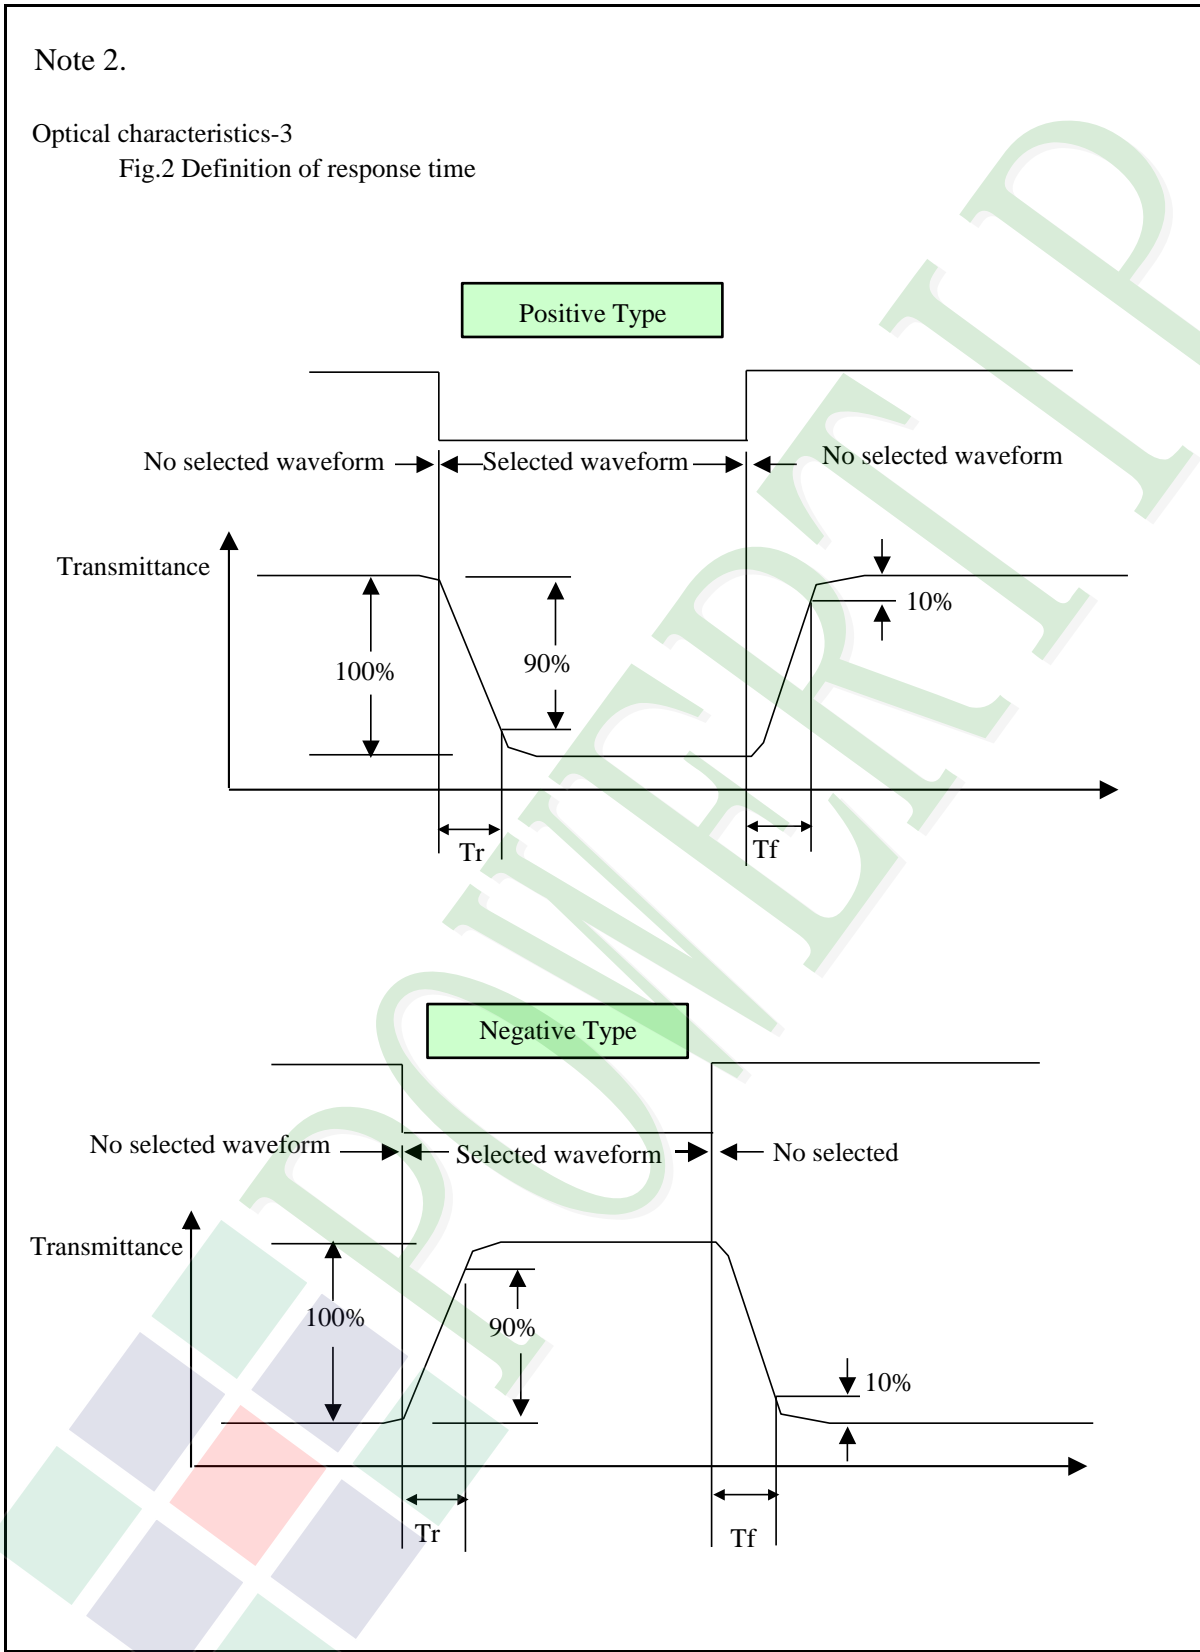 Note 2.
Optical characteristics-3
Fig.2 Definition of response time
Positive Type
No selected waveform
Selected waveform
No selected waveform
Transmittance
100%
90%
10%
Tr
Tf
Negative Type
No selected waveform
Selected waveform
No selected
Transmittance
100%
90%
10%
Tr
Tf
POWERTIP